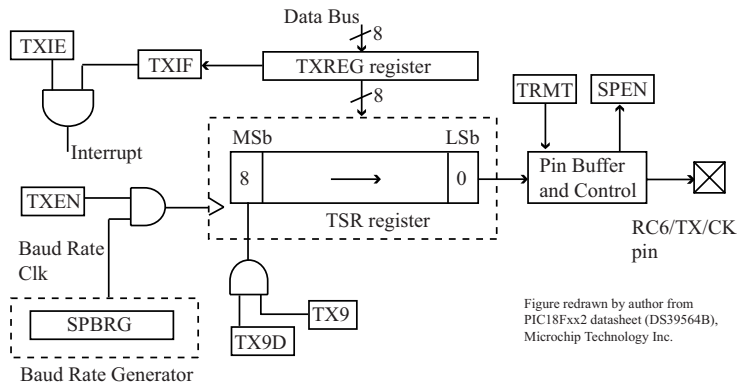 Data Bus
8
TXIE
TXIF
TXREG register
8
TRMT
SPEN
MSb
LSb
Interrupt
8
0
Pin Buffer
and Control
TXEN
TSR register
RC6/TX/CK
pin
Baud Rate
Clk
TX9
SPBRG
TX9D
Figure redrawn by author from
PIC18Fxx2 datasheet (DS39564B),
Microchip Technology Inc.
Baud Rate Generator